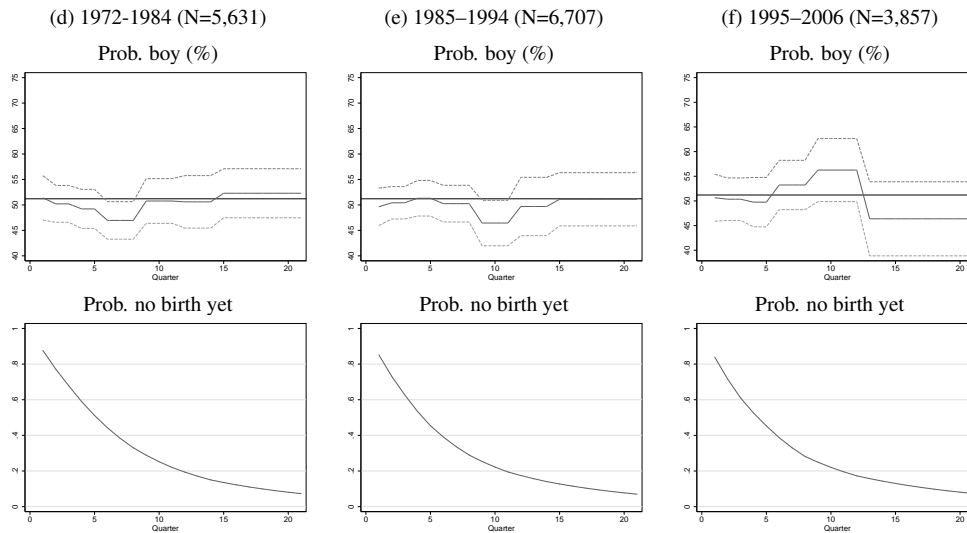 (d) 1972-1984 (N=5,631)
(e) 1985–1994 (N=6,707)
(f) 1995–2006 (N=3,857)
Prob. boy (%)
Prob. boy (%)
Prob. boy (%)
75
70
65
60
55
50
45
40
0 5 10 15 20
Quarter
75
70
65
60
55
50
45
40
0 5 10 15 20
Quarter
75
70
65
60
55
50
45
40
0 5 10 15 20
Quarter
Prob. no birth yet
Prob. no birth yet
Prob. no birth yet
1
.8
.6
.4
.2
0
0 5 10 15 20
Quarter
1
.8
.6
.4
.2
0
0 5 10 15 20
Quarter
1
.8
.6
.4
.2
0
0 5 10 15 20
Quarter